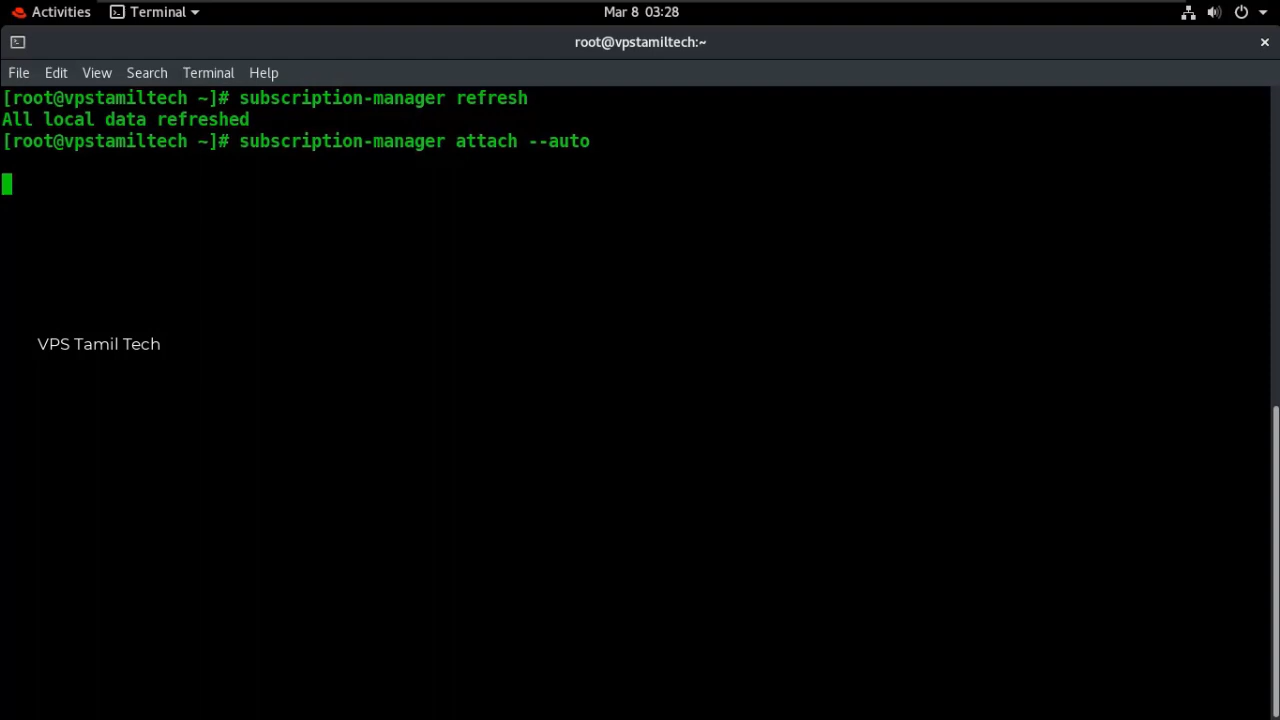 Activities Terminal Mar 8 03:28
root@vpstamiltech:~ ×
File Edit View Search Terminal Help
[root@vpstamiltech ~]# subscription-manager refresh
All local data refreshed
[root@vpstamiltech ~]# subscription-manager attach --auto
VPS Tamil Tech